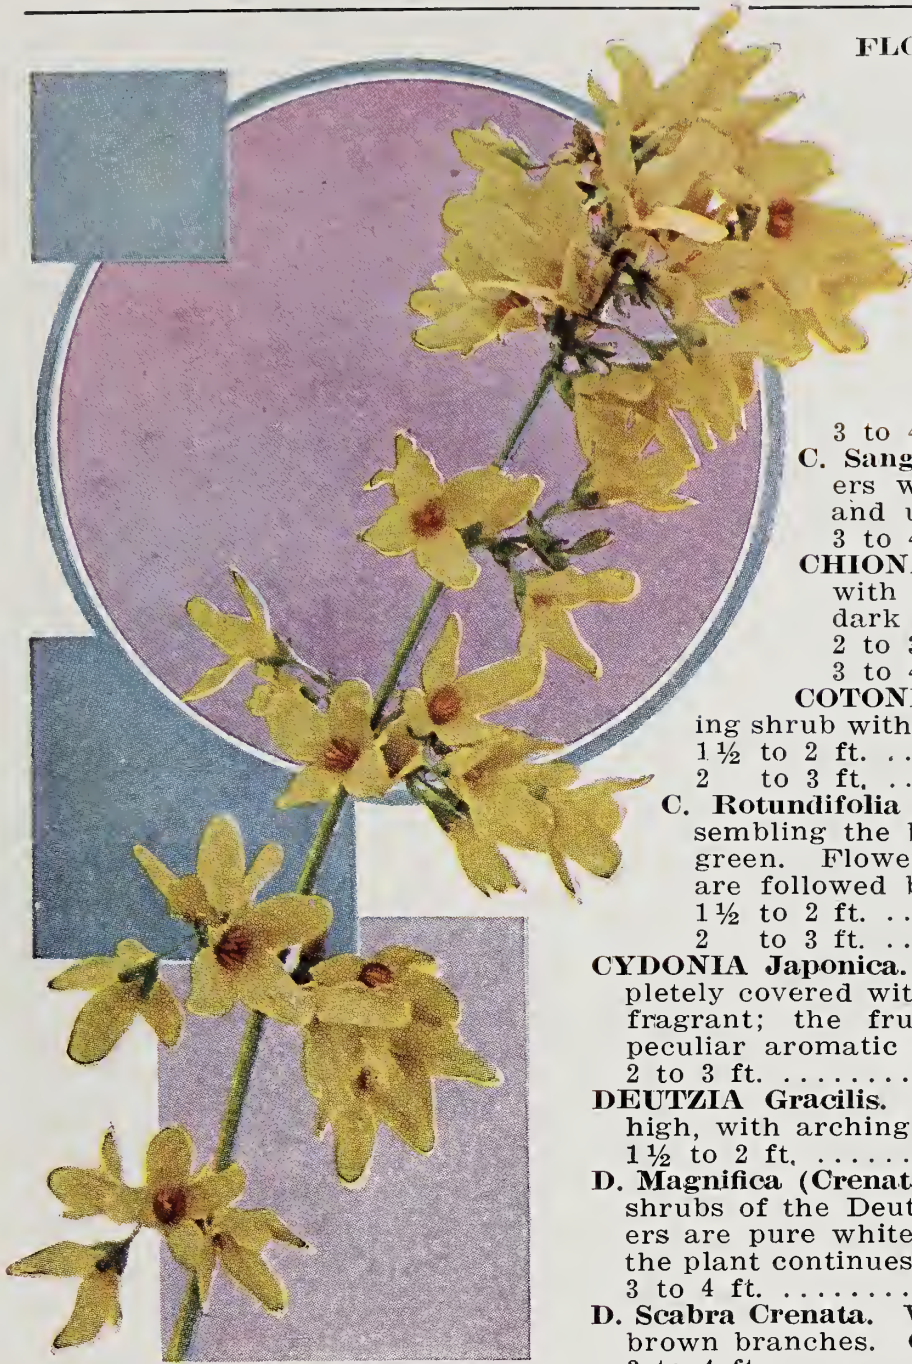 FLO
3 to 4
C. Sang
ers w
and u
3 to 4
CHION
with
dark
2 to 3
3 to 4
COTON
ing shrub with
1½ to 2 ft. ..
2 to 3 ft. ..
C. Rotundifolia
sembling the
green. Flowe
are followed
1½ to 2 ft. ..
2 to 3 ft. ..
CYDONIA Japonica.
pletely covered wit
fragrant; the fru
peculiar aromatic
2 to 3 ft. ........
DEUTZIA Gracilis.
high, with arching
1½ to 2 ft. ......
D. Magnifica (Crenat
shrubs of the Deut
ers are pure white
the plant continues
3 to 4 ft. ........
D. Scabra Crenata.
brown branches.